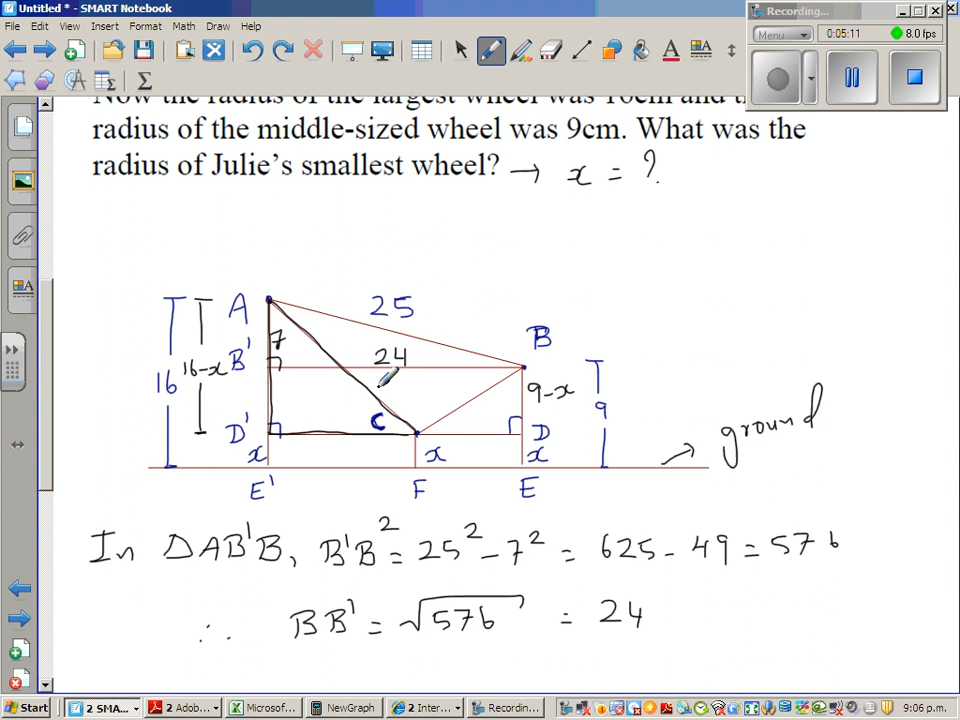 Untitled * - SMART Notebook
File Edit View Insert Format Math Draw Help
Recording...
Menu 0:05:11 8.0 fps
radius of the middle-sized wheel was 9cm. What was the
radius of Julie's smallest wheel? → x = ?
A 25
7 B
B' 24
16 16-x 9-x 9
C
D' D
x x x
ground
E' F E
In ΔAB'B, B'B² = 25² - 7² = 625 - 49 = 576
∴ BB' = √576 = 24
Start 2 SMA... 2 Adob... Microsof... NewGraph 2 Inter... Recordin... 9:06 p.m.